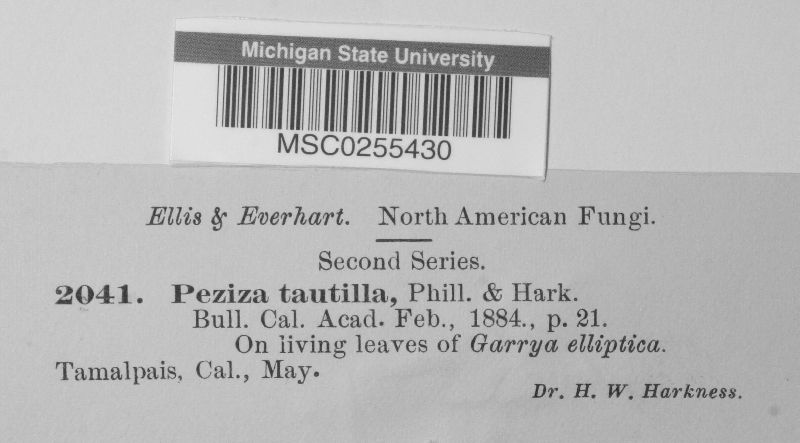 Michigan State University
MSC0255430
Ellis & Everhart. North American Fungi.
Second Series.
2041. Peziza tautilla, Phill. & Hark.
Bull. Cal. Acad. Feb., 1884., p. 21.
On living leaves of Garrya elliptica.
Tamalpais, Cal., May.
Dr. H. W. Harkness.